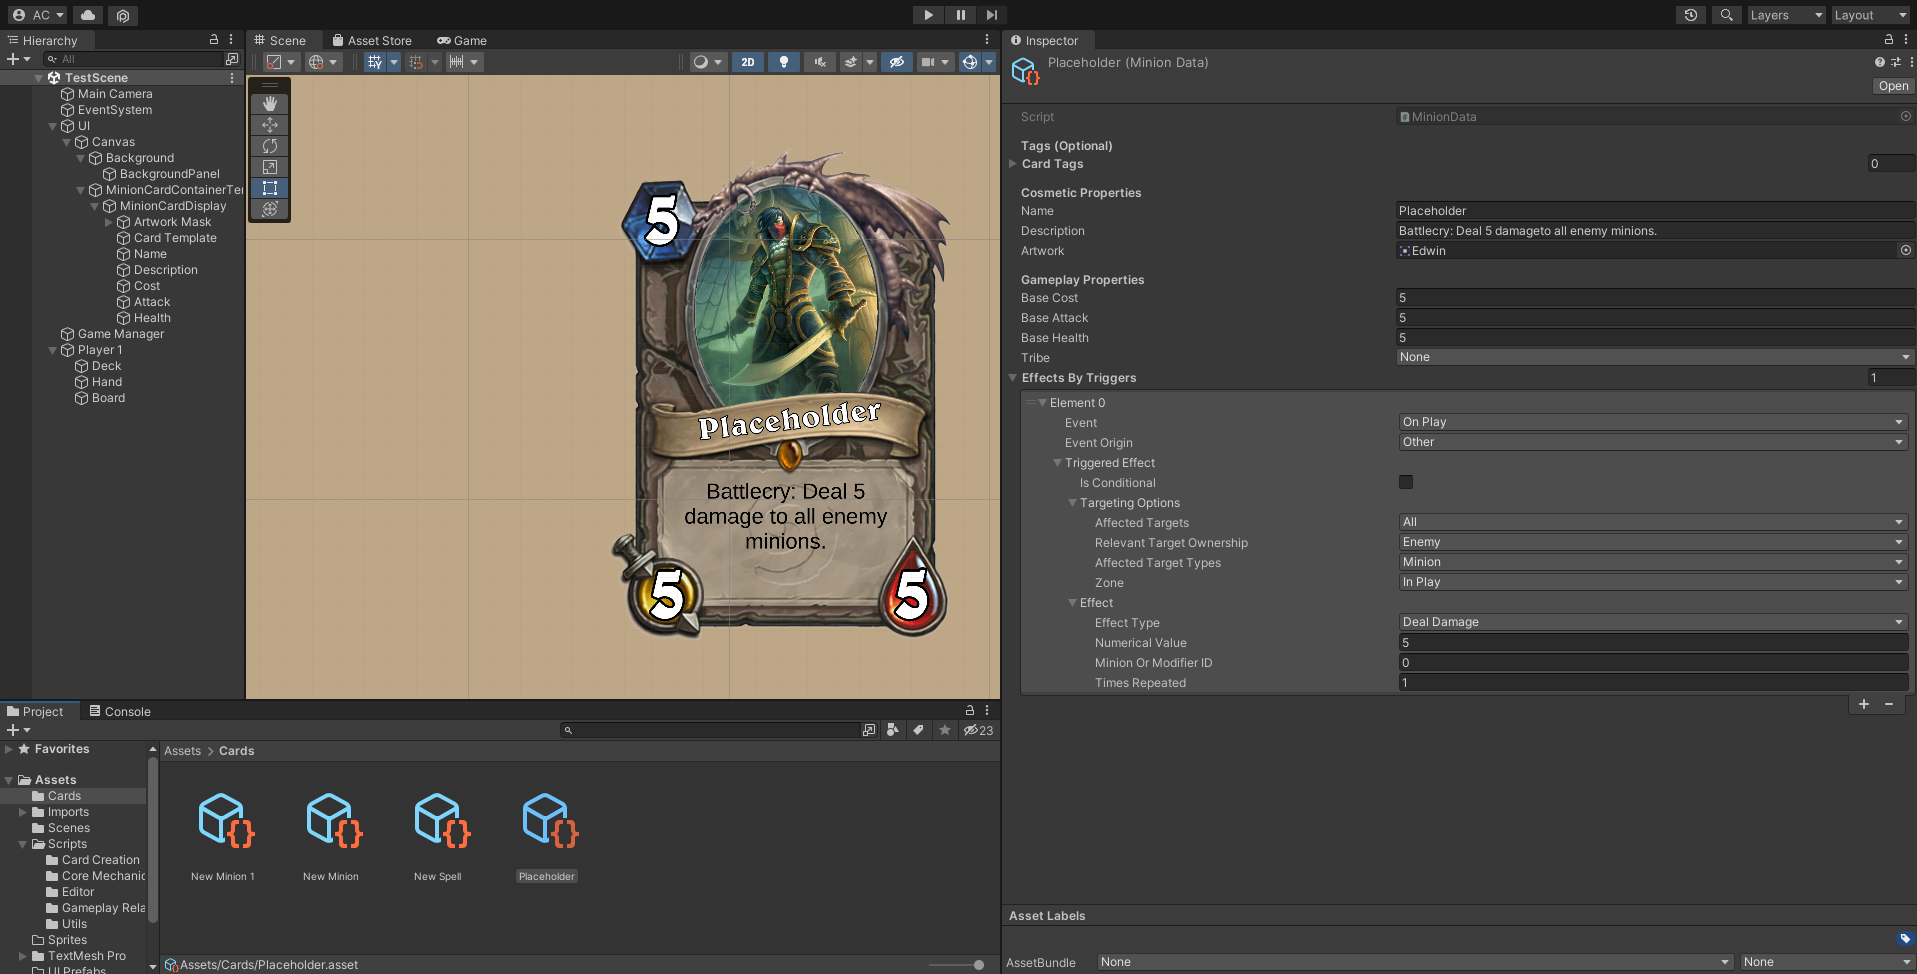 AC
Layers
Layout
Hierarchy
All
TestScene
Main Camera
EventSystem
UI
Canvas
Background
BackgroundPanel
MinionCardContainerTer
MinionCardDisplay
Artwork Mask
Card Template
Name
Description
Cost
Attack
Health
Game Manager
Player 1
Deck
Hand
Board
Scene
Asset Store
Game
2D
5
Placeholder
Battlecry: Deal 5
damage to all enemy
minions.
5
5
Inspector
Placeholder (Minion Data)
Open
Script
MinionData
Tags (Optional)
Card Tags
0
Cosmetic Properties
Name
Placeholder
Description
Battlecry: Deal 5 damageto all enemy minions.
Artwork
Edwin
Gameplay Properties
Base Cost
5
Base Attack
5
Base Health
5
Tribe
None
Effects By Triggers
1
Element 0
Event
On Play
Event Origin
Other
Triggered Effect
Is Conditional
Targeting Options
Affected Targets
All
Relevant Target Ownership
Enemy
Affected Target Types
Minion
Zone
In Play
Effect
Effect Type
Deal Damage
Numerical Value
5
Minion Or Modifier ID
0
Times Repeated
1
Project
Console
23
Favorites
Assets
Cards
Imports
Scenes
Scripts
Card Creation
Core Mechanic
Editor
Gameplay Rela
Utils
Sprites
TextMesh Pro
UI Prefabs
Assets > Cards
New Minion 1
New Minion
New Spell
Placeholder
Assets/Cards/Placeholder.asset
Asset Labels
AssetBundle
None
None